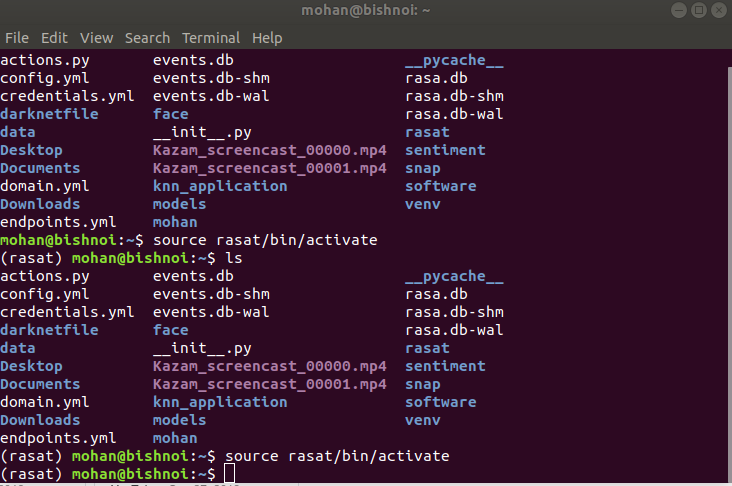 mohan@bishnoi: ~
File Edit View Search Terminal Help
actions.py events.db __pycache__
config.yml events.db-shm rasa.db
credentials.yml events.db-wal rasa.db-shm
darknetfile face rasa.db-wal
data __init__.py rasat
Desktop Kazam_screencast_00000.mp4 sentiment
Documents Kazam_screencast_00001.mp4 snap
domain.yml knn_application software
Downloads models venv
endpoints.yml mohan
mohan@bishnoi:~$ source rasat/bin/activate
(rasat) mohan@bishnoi:~$ ls
actions.py events.db __pycache__
config.yml events.db-shm rasa.db
credentials.yml events.db-wal rasa.db-shm
darknetfile face rasa.db-wal
data __init__.py rasat
Desktop Kazam_screencast_00000.mp4 sentiment
Documents Kazam_screencast_00001.mp4 snap
domain.yml knn_application software
Downloads models venv
endpoints.yml mohan
(rasat) mohan@bishnoi:~$ source rasat/bin/activate
(rasat) mohan@bishnoi:~$